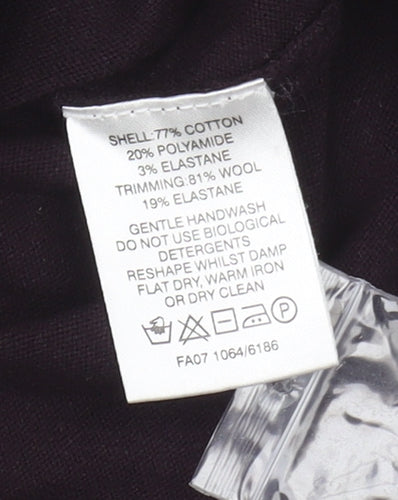 SHELL:77% COTTON
20% POLYAMIDE
3% ELASTANE
TRIMMING:81% WOOL
19% ELASTANE
GENTLE HANDWASH
DO NOT USE BIOLOGICAL
DETERGENTS
RESHAPE WHILST DAMP
FLAT DRY, WARM IRON
OR DRY CLEAN
P
FA07 1064/6186